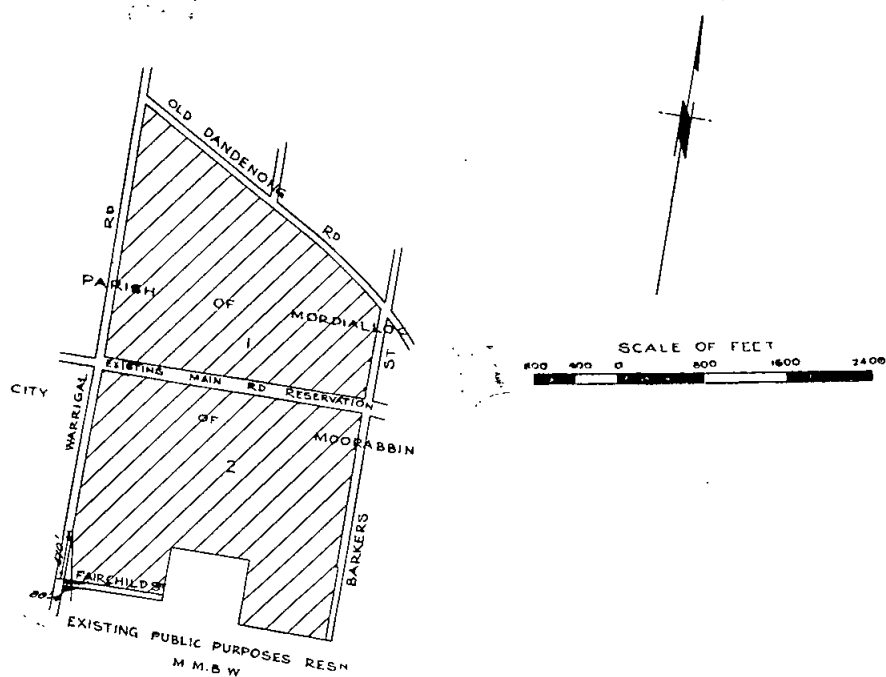 OLD DANDENONG RD
RD
PARISH
OF
MORDIALLOC
1
ST
EXISTING MAIN RD RESERVATION
CITY
WARRIGAL
OF
MOORABBIN
2
BARKERS
FAIRCHILD ST
EXISTING PUBLIC PURPOSES RESN
M M.B W
SCALE OF FEET
800 400 0 800 1600 2400